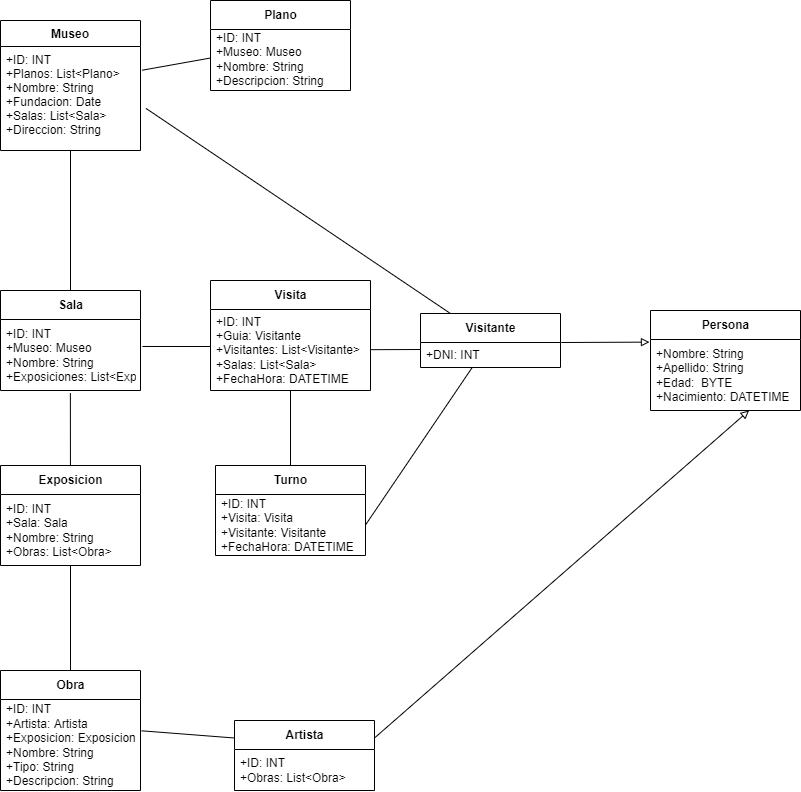 Museo
+ID: INT
+Planos: List<Plano>
+Nombre: String
+Fundacion: Date
+Salas: List<Sala>
+Direccion: String
Plano
+ID: INT
+Museo: Museo
+Nombre: String
+Descripcion: String
Sala
+ID: INT
+Museo: Museo
+Nombre: String
+Exposiciones: List<Exp
Visita
+ID: INT
+Guia: Visitante
+Visitantes: List<Visitante>
+Salas: List<Sala>
+FechaHora: DATETIME
Visitante
+DNI: INT
Persona
+Nombre: String
+Apellido: String
+Edad: BYTE
+Nacimiento: DATETIME
Exposicion
+ID: INT
+Sala: Sala
+Nombre: String
+Obras: List<Obra>
Turno
+ID: INT
+Visita: Visita
+Visitante: Visitante
+FechaHora: DATETIME
Obra
+ID: INT
+Artista: Artista
+Exposicion: Exposicion
+Nombre: String
+Tipo: String
+Descripcion: String
Artista
+ID: INT
+Obras: List<Obra>